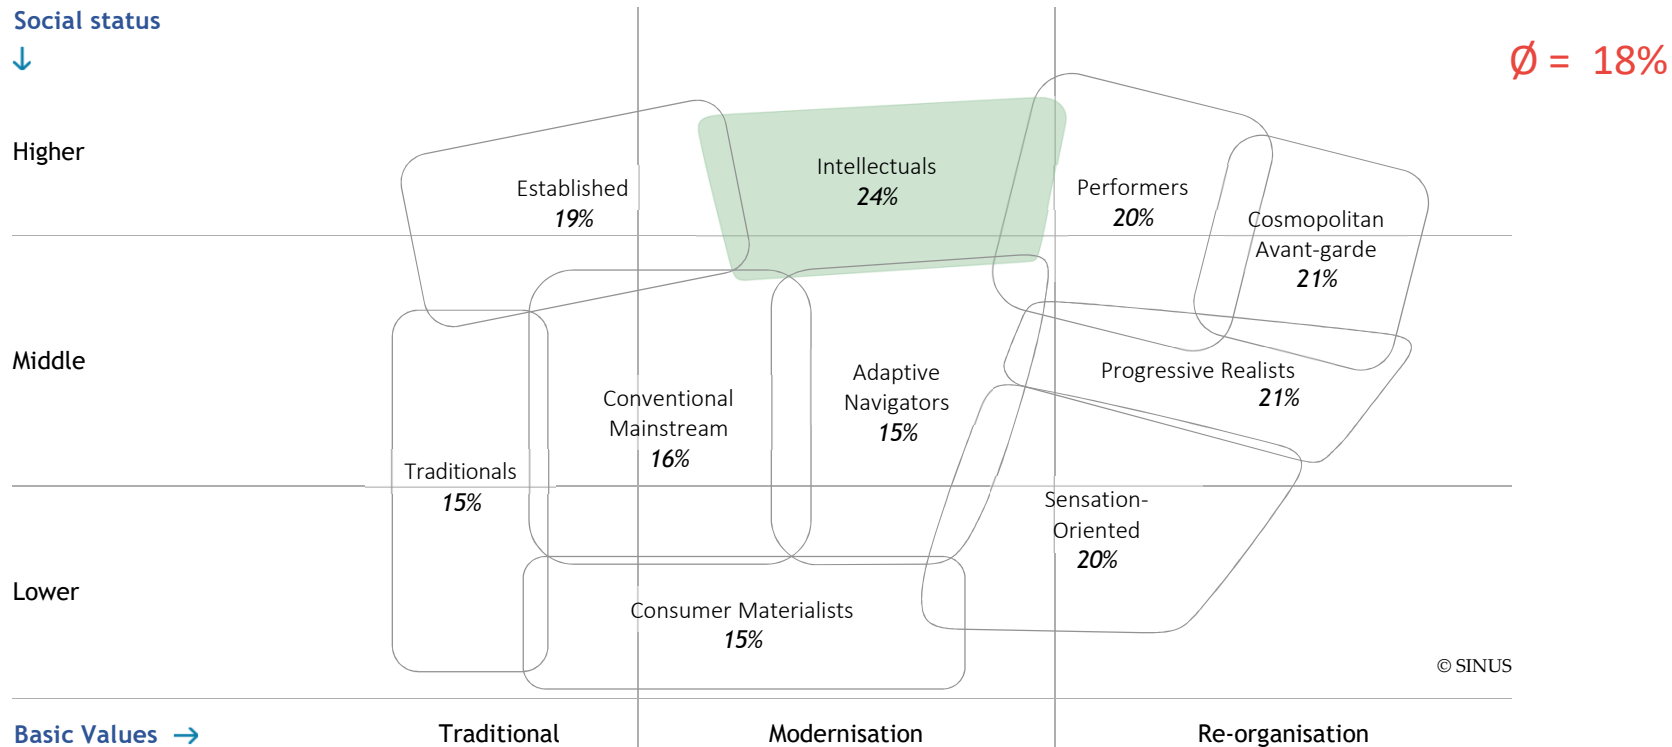 Social status
↓
Ø = 18%
Higher
Established
19%
Intellectuals
24%
Performers
20%
Cosmopolitan
Avant-garde
21%
Middle
Progressive Realists
21%
Adaptive
Navigators
15%
Conventional
Mainstream
16%
Traditionals
15%
Sensation-
Oriented
20%
Lower
Consumer Materialists
15%
© SINUS
Basic Values →
Traditional
Modernisation
Re-organisation